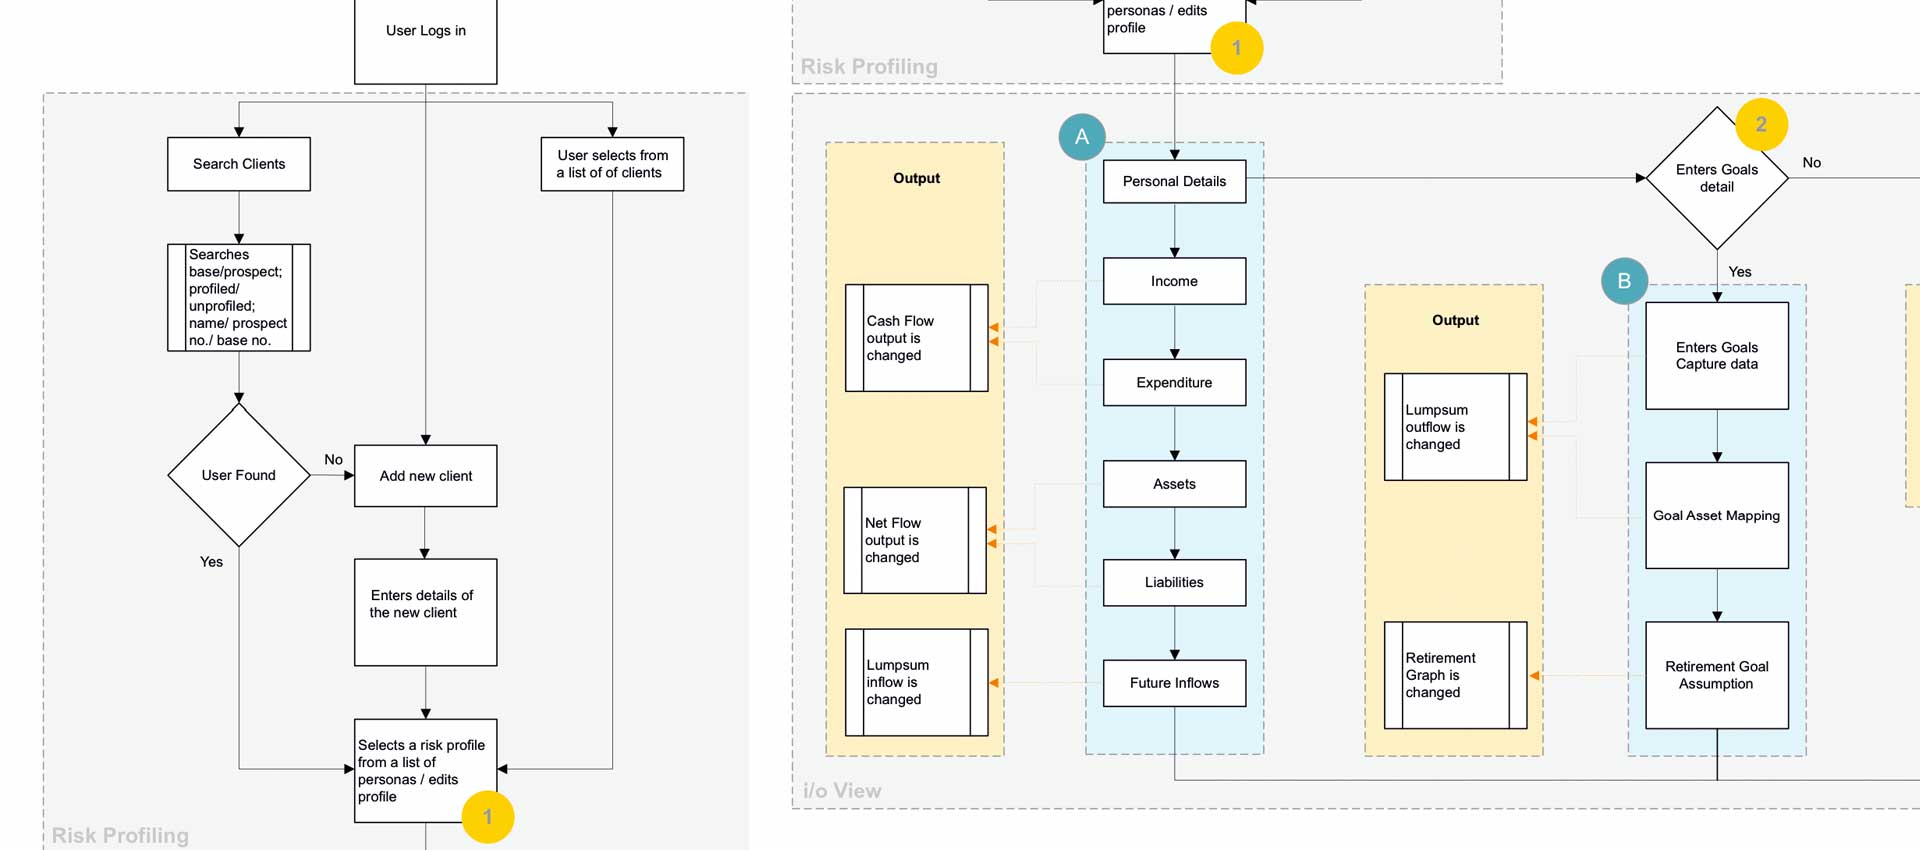 User Logs in
Search Clients
User selects from
a list of of clients
Searches
base/prospect;
profiled/
unprofiled;
name/ prospect
no./ base no.
User Found
No
Yes
Add new client
Enters details of
the new client
Selects a risk profile
from a list of
personas / edits
profile
1
Risk Profiling
personas / edits
profile
1
Risk Profiling
A
Output
Personal Details
Income
Cash Flow
output is
changed
Expenditure
Assets
Net Flow
output is
changed
Liabilities
Lumpsum
inflow is
changed
Future Inflows
i/o View
2
Enters Goals
detail
No
Yes
B
Output
Enters Goals
Capture data
Lumpsum
outflow is
changed
Goal Asset Mapping
Retirement
Graph is
changed
Retirement Goal
Assumption